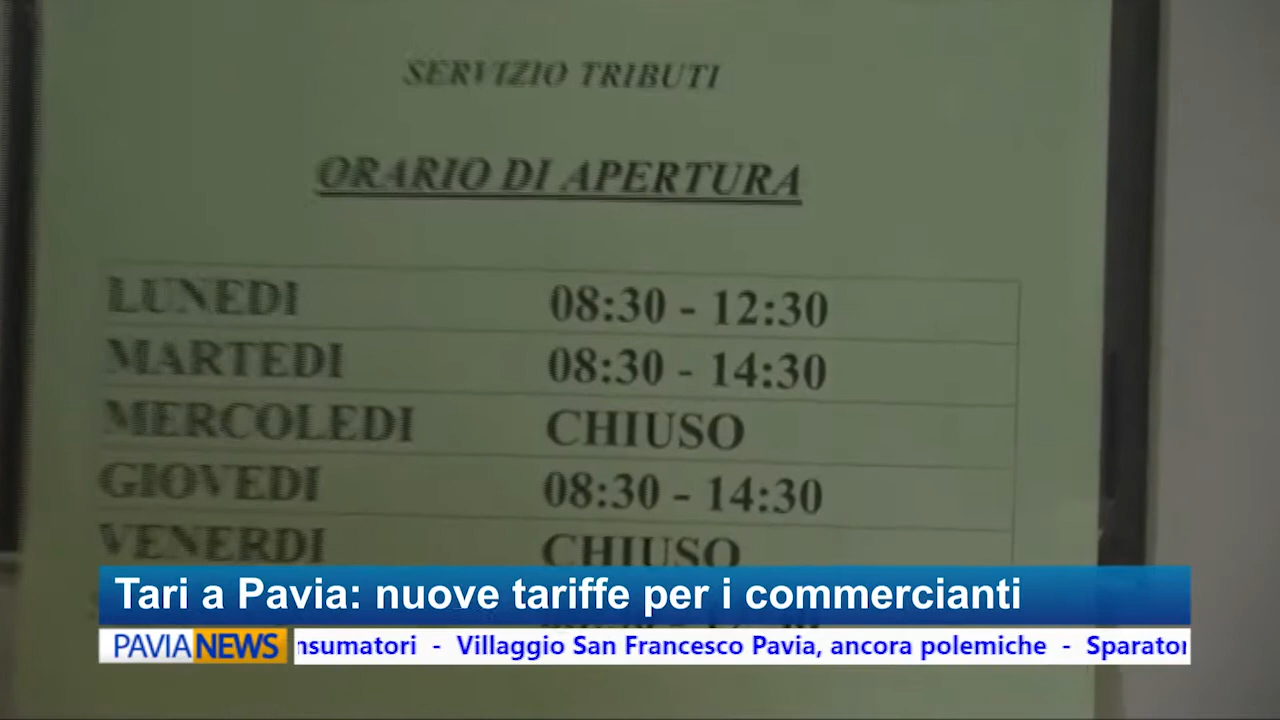 SERVIZIO TRIBUTI
ORARIO DI APERTURA
LUNEDI 08:30 - 12:30
MARTEDI 08:30 - 14:30
MERCOLEDI CHIUSO
GIOVEDI 08:30 - 14:30
VENERDI CHIUSO
Tari a Pavia: nuove tariffe per i commercianti
PAVIA NEWS nsumatori - Villaggio San Francesco Pavia, ancora polemiche - Sparator